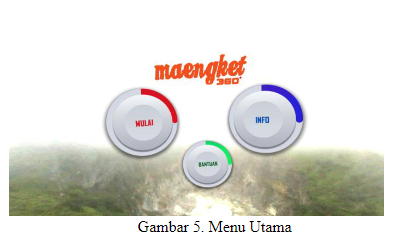 maengket
360°
MULAI
INFO
BANTUAN
Gambar 5. Menu Utama